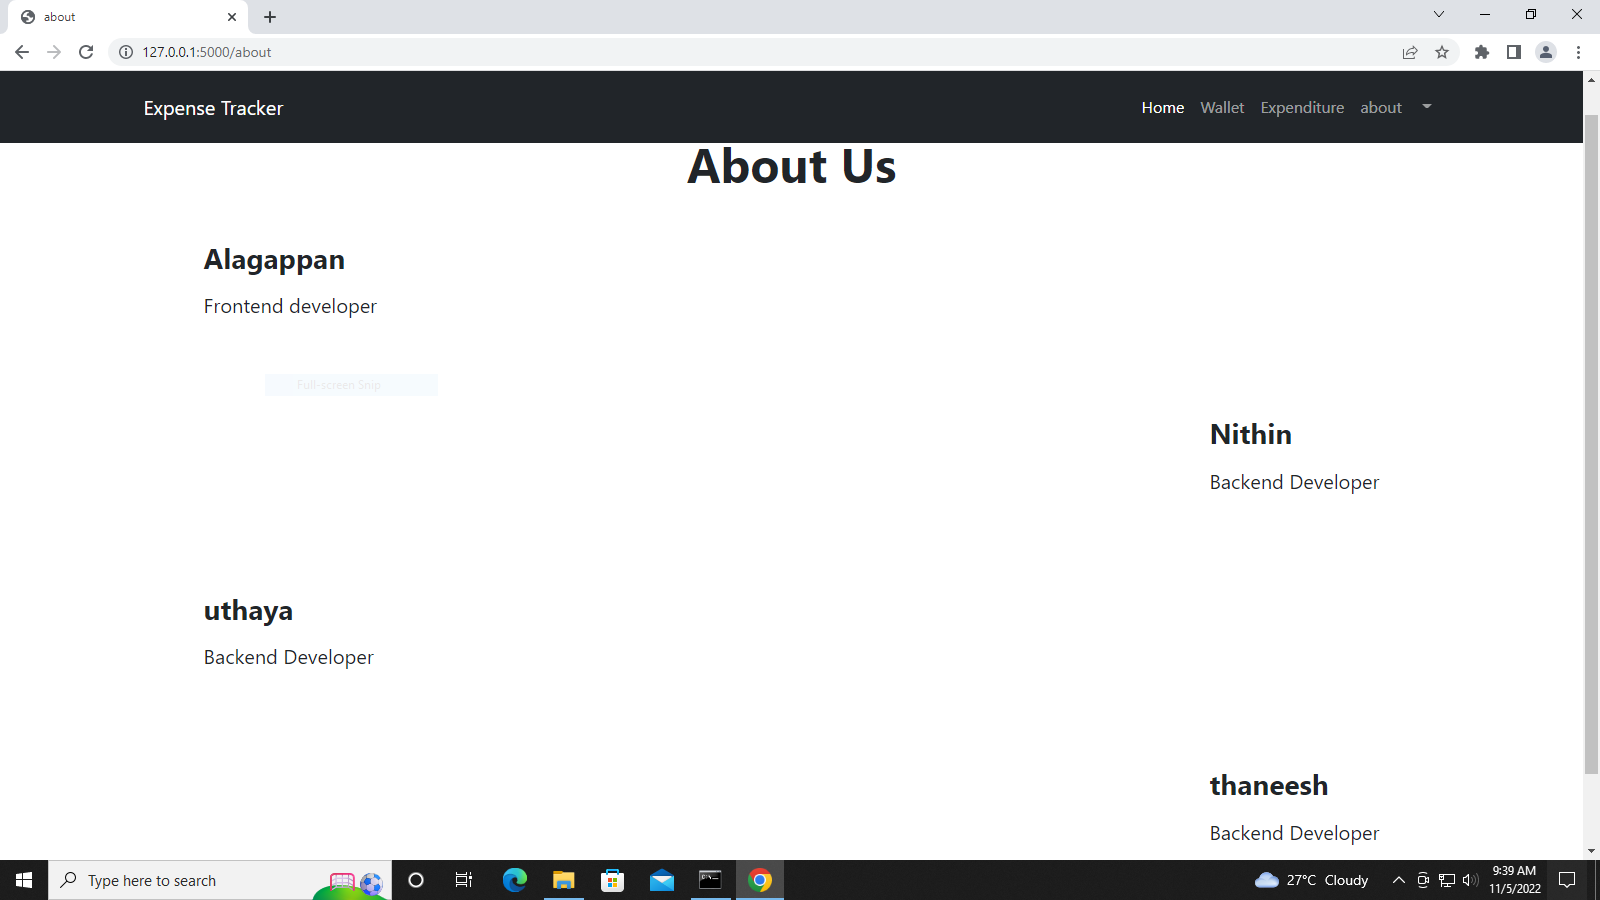 about
127.0.0.1:5000/about
Expense Tracker
Home Wallet Expenditure about
About Us
Alagappan
Frontend developer
Full-screen Snip
Nithin
Backend Developer
uthaya
Backend Developer
thaneesh
Backend Developer
Type here to search
27°C Cloudy
9:39 AM
11/5/2022